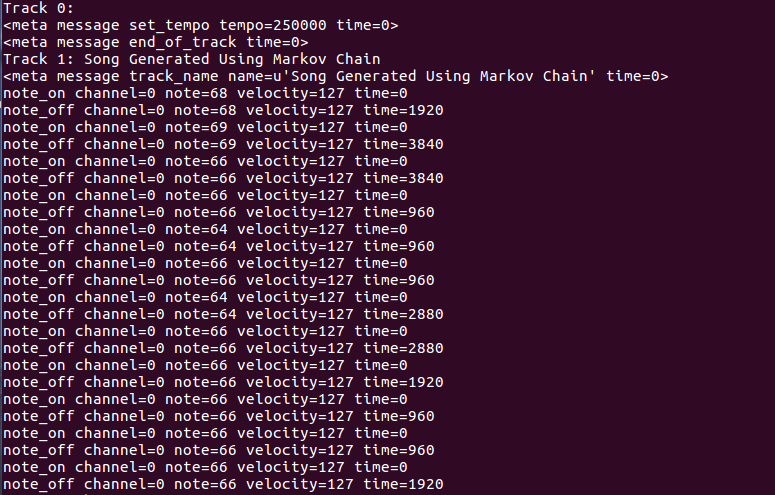 Track 0:
<meta message set_tempo tempo=250000 time=0>
<meta message end_of_track time=0>
Track 1: Song Generated Using Markov Chain
<meta message track_name name=u'Song Generated Using Markov Chain' time=0>
note_on channel=0 note=68 velocity=127 time=0
note_off channel=0 note=68 velocity=127 time=1920
note_on channel=0 note=69 velocity=127 time=0
note_off channel=0 note=69 velocity=127 time=3840
note_on channel=0 note=66 velocity=127 time=0
note_off channel=0 note=66 velocity=127 time=3840
note_on channel=0 note=66 velocity=127 time=0
note_off channel=0 note=66 velocity=127 time=960
note_on channel=0 note=64 velocity=127 time=0
note_off channel=0 note=64 velocity=127 time=960
note_on channel=0 note=66 velocity=127 time=0
note_off channel=0 note=66 velocity=127 time=960
note_on channel=0 note=64 velocity=127 time=0
note_off channel=0 note=64 velocity=127 time=2880
note_on channel=0 note=66 velocity=127 time=0
note_off channel=0 note=66 velocity=127 time=2880
note_on channel=0 note=66 velocity=127 time=0
note_off channel=0 note=66 velocity=127 time=1920
note_on channel=0 note=66 velocity=127 time=0
note_off channel=0 note=66 velocity=127 time=960
note_on channel=0 note=66 velocity=127 time=0
note_off channel=0 note=66 velocity=127 time=960
note_on channel=0 note=66 velocity=127 time=0
note_off channel=0 note=66 velocity=127 time=1920